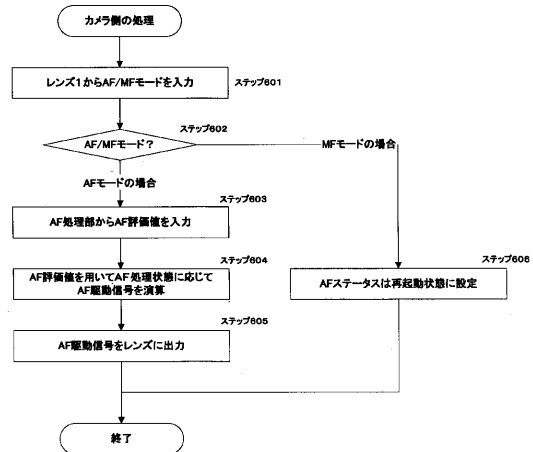 カメラ側の処理
レンズ1からAF/MFモードを入力
ステップ601
ステップ602
AF/MFモード?
MFモードの場合
AFモードの場合
ステップ603
AF処理部からAF評価値を入力
ステップ604
AF評価値を用いてAF処理状態に応じて
AF駆動信号を演算
ステップ606
AFステータスは再起動状態に設定
ステップ605
AF駆動信号をレンズに出力
終了